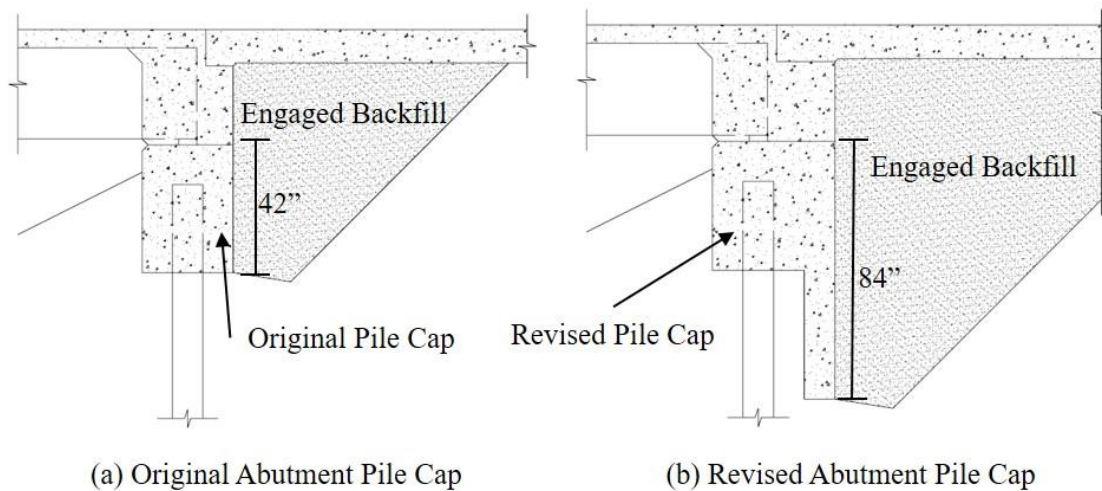 Engaged Backfill
42”
Original Pile Cap
(a) Original Abutment Pile Cap
Engaged Backfill
84”
Revised Pile Cap
(b) Revised Abutment Pile Cap